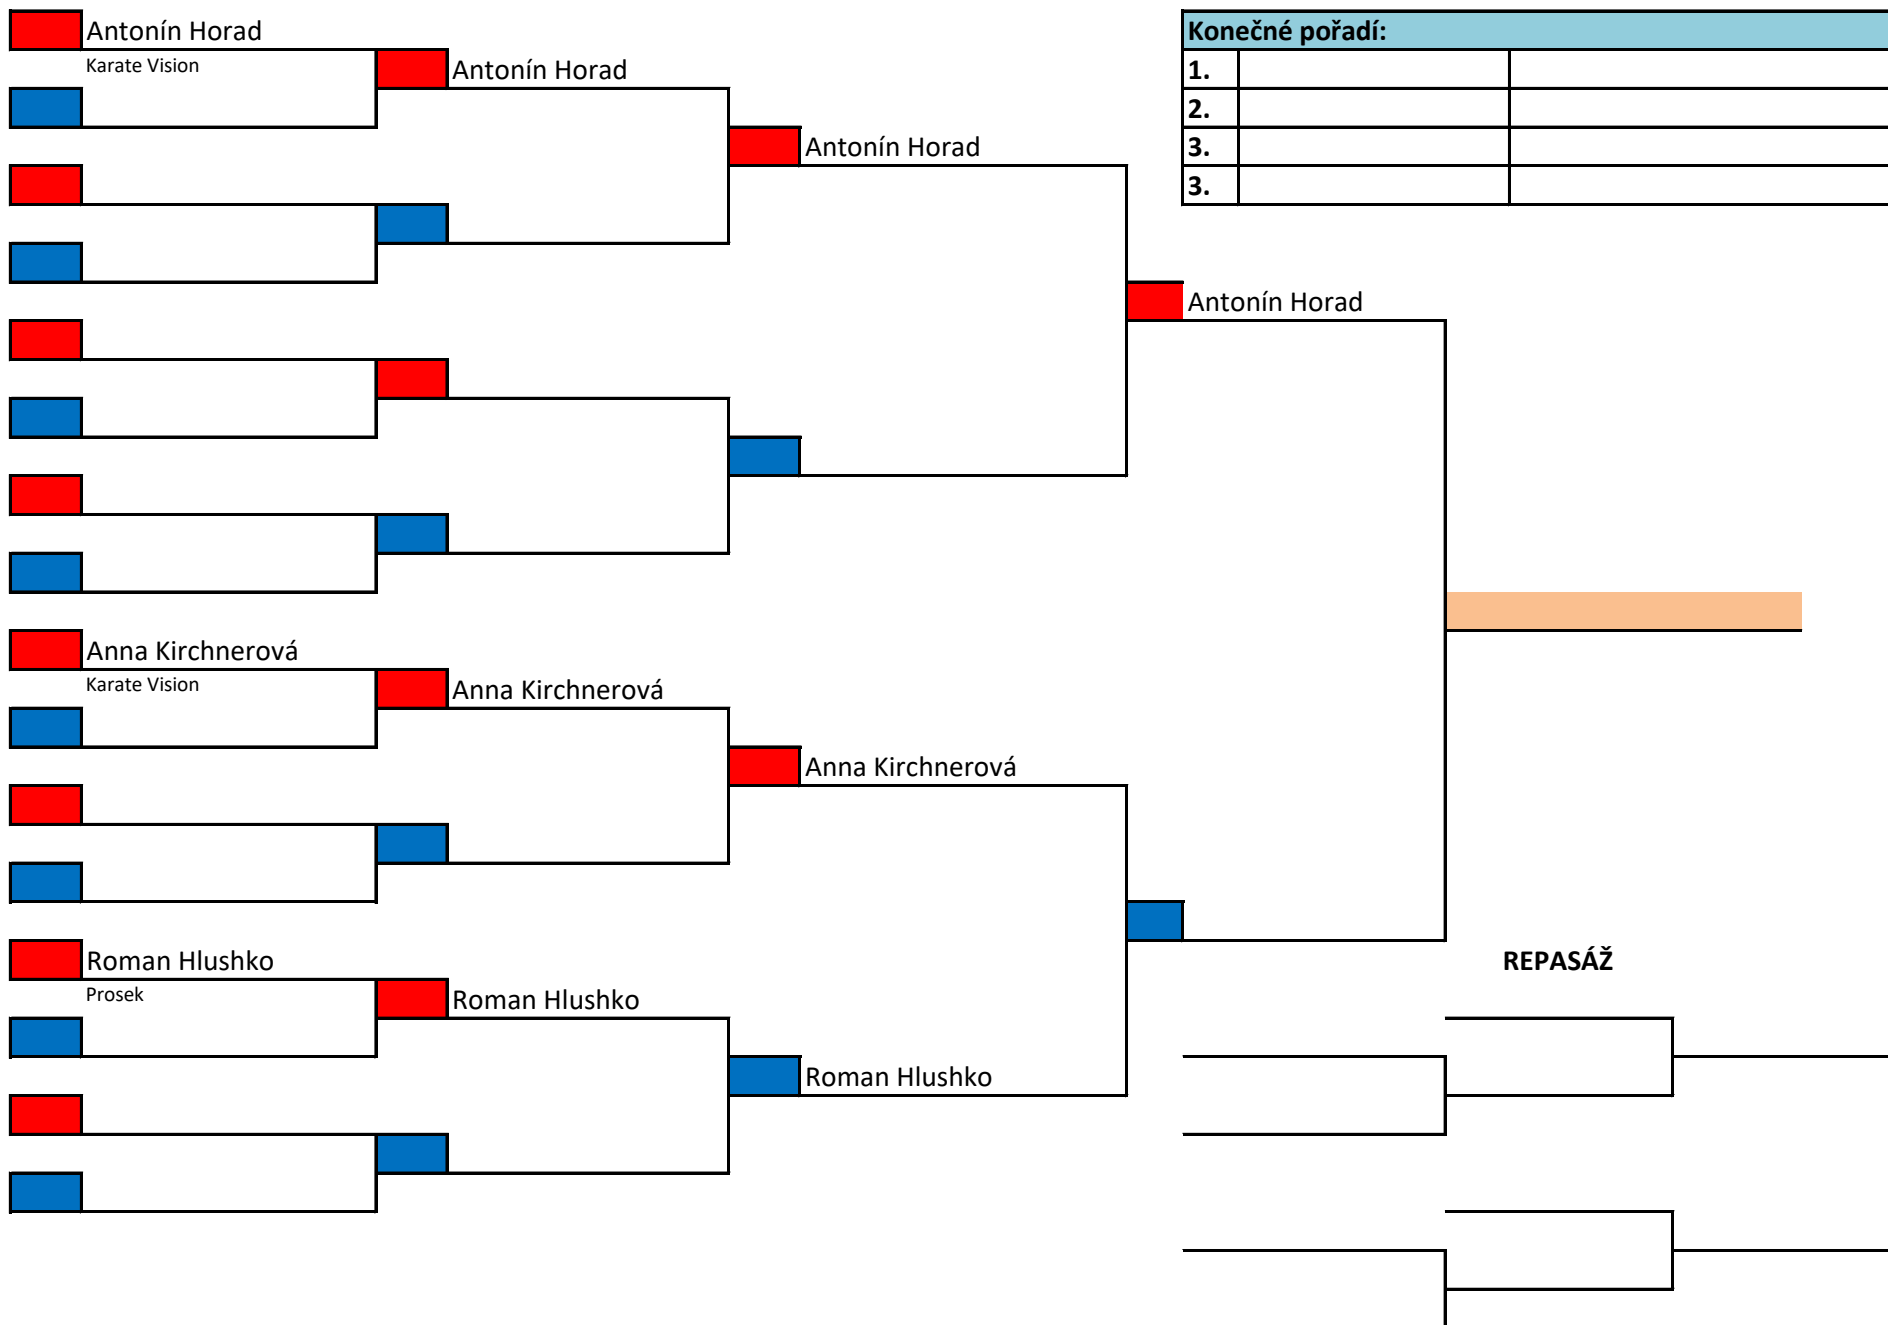 Antonín Horad
Karate Vision
Antonín Horad
Antonín Horad
Konečné pořadí:
1.
2.
3.
3.
Antonín Horad
Anna Kirchnerová
Karate Vision
Anna Kirchnerová
Anna Kirchnerová
Roman Hlushko
Prosek
Roman Hlushko
Roman Hlushko
REPASÁŽ